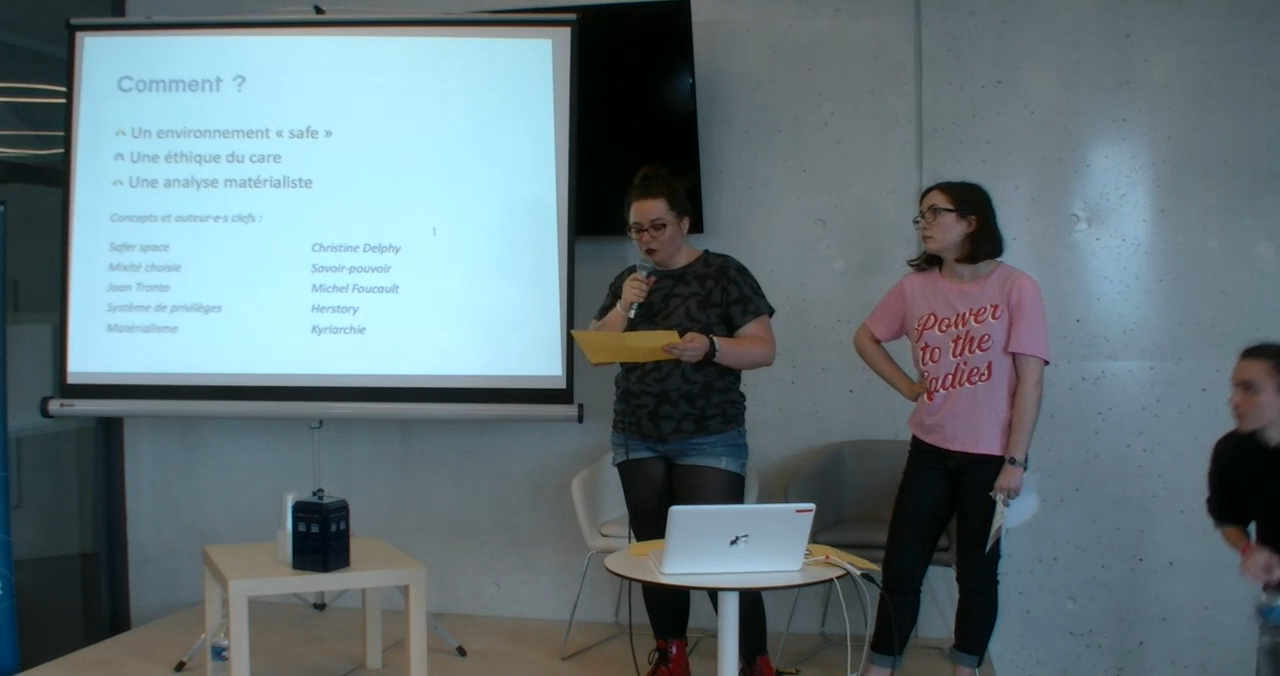 Comment ?
Un environnement « safe »
Une éthique du care
Une analyse matérialiste
Concepts et auteur·e·s clefs :
Safer space
Mixité choisie
Joan Tronto
Système de privilèges
Matérialisme
Christine Delphy
Savoir-pouvoir
Michel Foucault
Herstory
Kyriarchie
Power
to the
Ladies